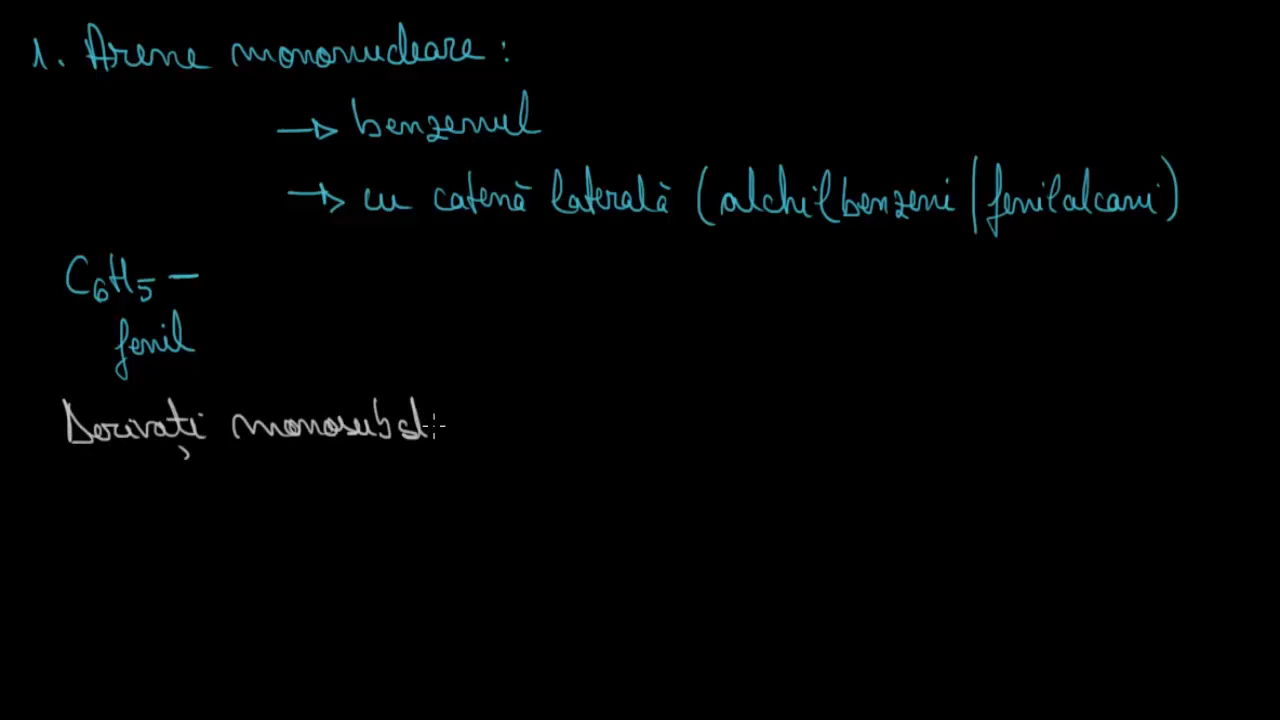 1. Arene mononucleare :
→ benzenul
→ cu catenă laterală (alchilbenzeni | fenilalcani)
C₆H₅ –
fenil
Derivați monosubst